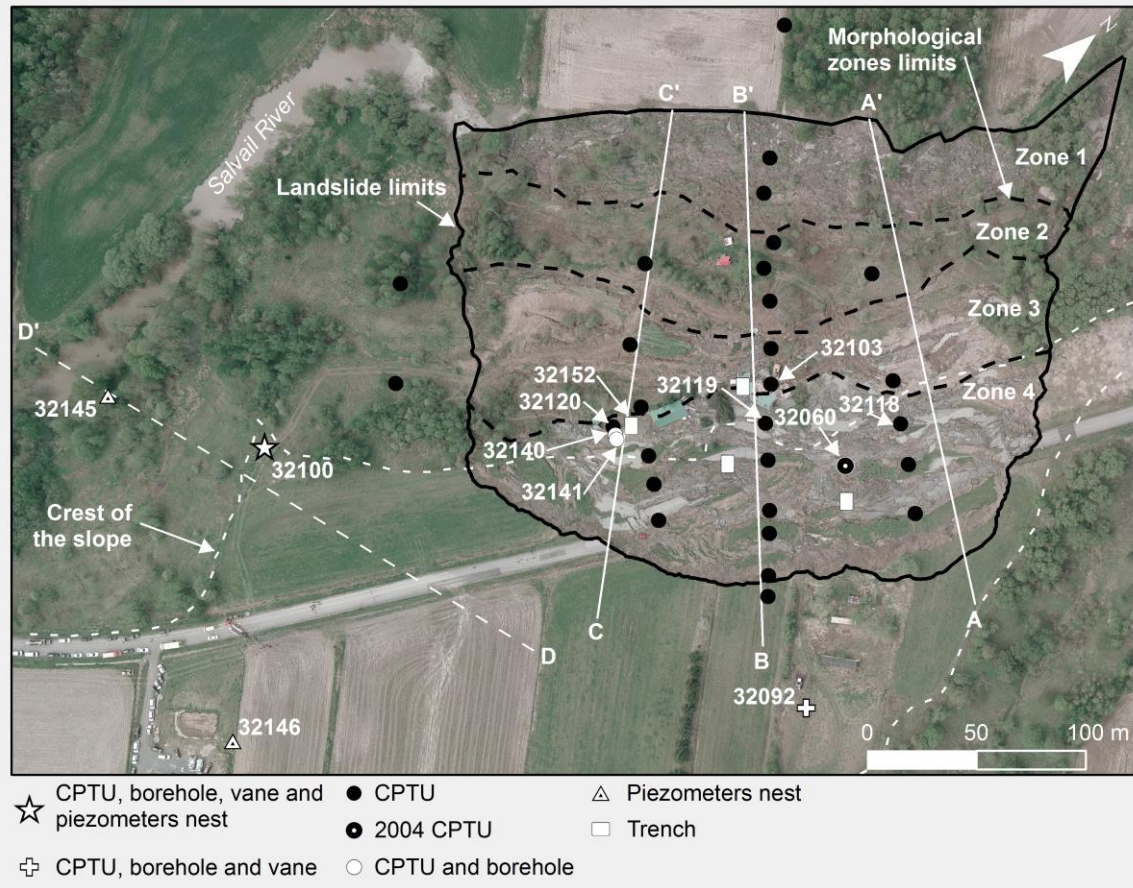 N
Morphological
zones limits
C'
B'
A'
Salvail River
Zone 1
Landslide limits
Zone 2
Zone 3
D'
32103
32152
32119
Zone 4
32145
32120
32060
32118
32140
32100
32141
Crest of
the slope
C
A
D
B
32092
32146
0 50 100 m
CPTU, borehole, vane and
piezometers nest
CPTU
Piezometers nest
2004 CPTU
Trench
CPTU, borehole and vane
CPTU and borehole